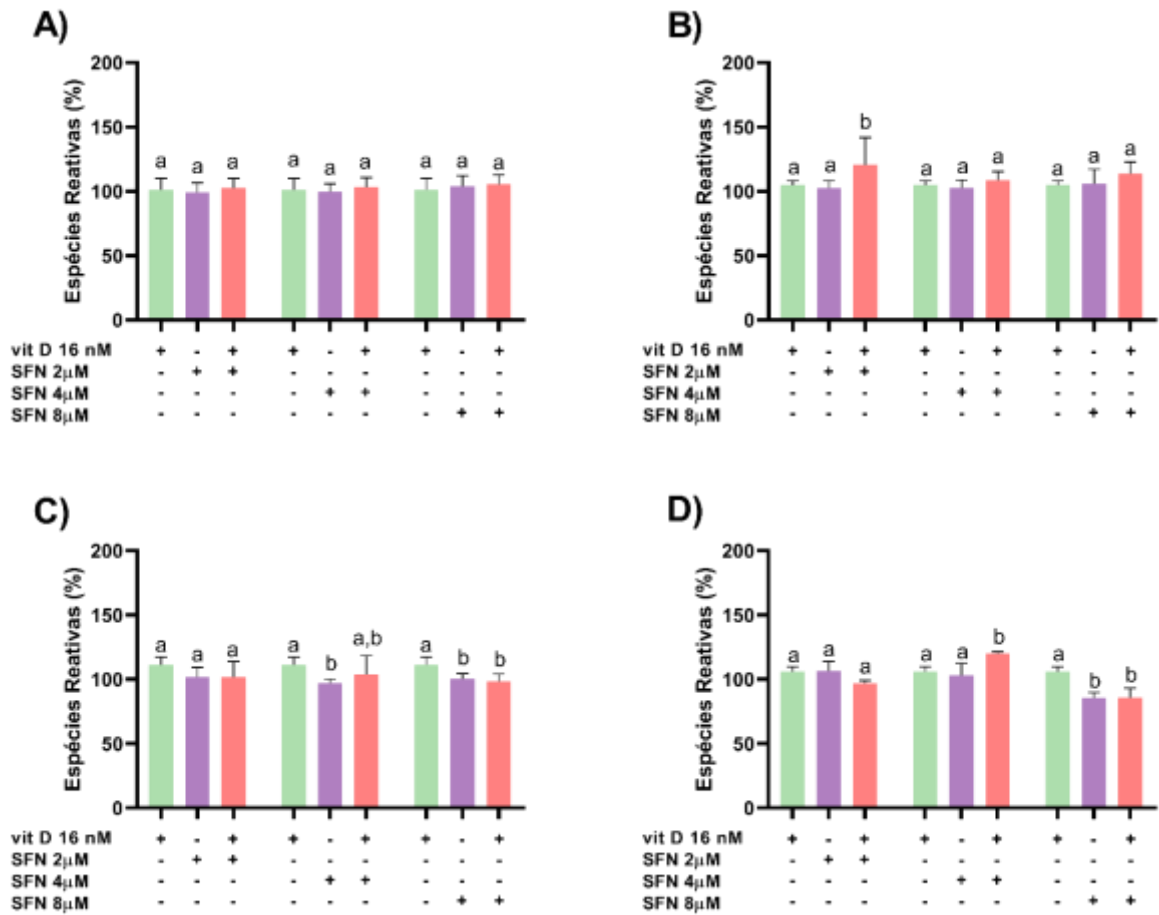 A)
Espécies Reativas (%)
200
150
100
50
0
a a a a a a a a a
vit D 16 nM + - + + - + + - +
SFN 2μM - + + - - - - - -
SFN 4μM - - - - + + - - -
SFN 8μM - - - - - - - + +
B)
Espécies Reativas (%)
200
150
100
50
0
a a b a a a a a a
vit D 16 nM + - + + - + + - +
SFN 2μM - + + - - - - - -
SFN 4μM - - - - + + - - -
SFN 8μM - - - - - - - + +
C)
Espécies Reativas (%)
200
150
100
50
0
a a a a b a,b a b b
vit D 16 nM + - + + - + + - +
SFN 2μM - + + - - - - - -
SFN 4μM - - - - + + - - -
SFN 8μM - - - - - - - + +
D)
Espécies Reativas (%)
200
150
100
50
0
a a a a a b a b b
vit D 16 nM + - + + - + + - +
SFN 2μM - + + - - - - - -
SFN 4μM - - - - + + - - -
SFN 8μM - - - - - - - + +